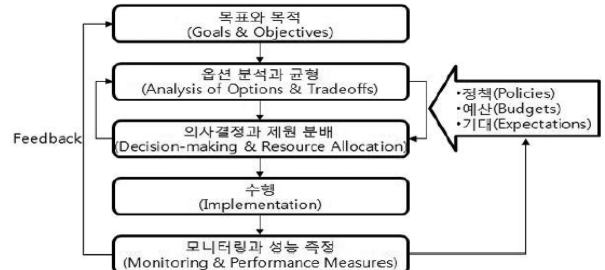 목표와 목적
(Goals & Objectives)
옵션 분석과 균형
(Analysis of Options & Tradeoffs)
•정책(Policies)
•예산(Budgets)
•기대(Expectations)
Feedback
의사결정과 제원 분배
(Decision-making & Resource Allocation)
수행
(Implementation)
모니터링과 성능 측정
(Monitoring & Performance Measures)